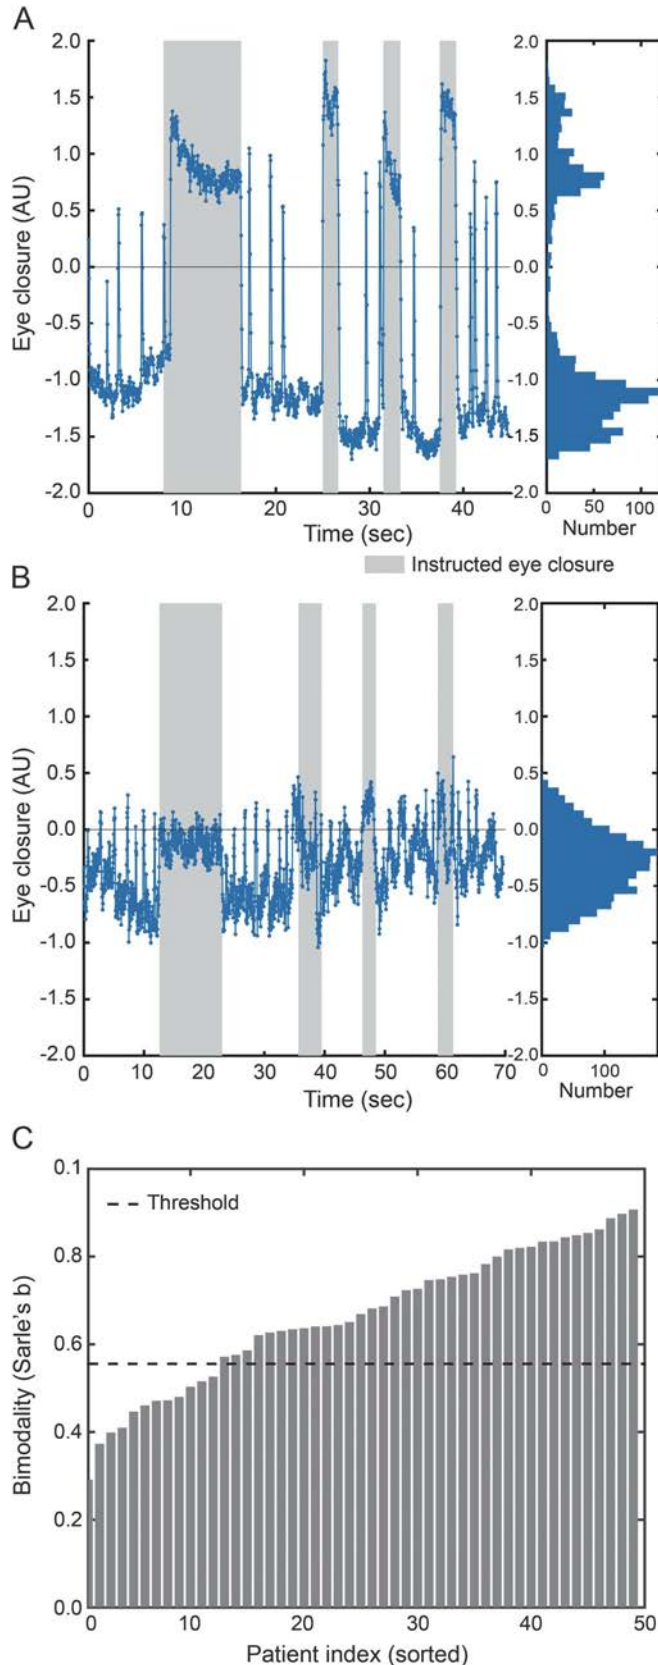 A
2.0
1.5
1.0
0.5
0.0
-0.5
-1.0
-1.5
-2.0
Eye closure (AU)
0 10 20 30 40
Time (sec)
2.0
1.5
1.0
0.5
0.0
-0.5
-1.0
-1.5
-2.0
0 50 100
Number
Instructed eye closure
B
2.0
1.5
1.0
0.5
0.0
-0.5
-1.0
-1.5
-2.0
Eye closure (AU)
0 10 20 30 40 50 60 70
Time (sec)
2.0
1.5
1.0
0.5
0.0
-0.5
-1.0
-1.5
-2.0
0 100
Number
C
0.1
0.8
0.6
0.4
0.2
0.0
Bimodality (Sarle's b)
Threshold
0 10 20 30 40 50
Patient index (sorted)